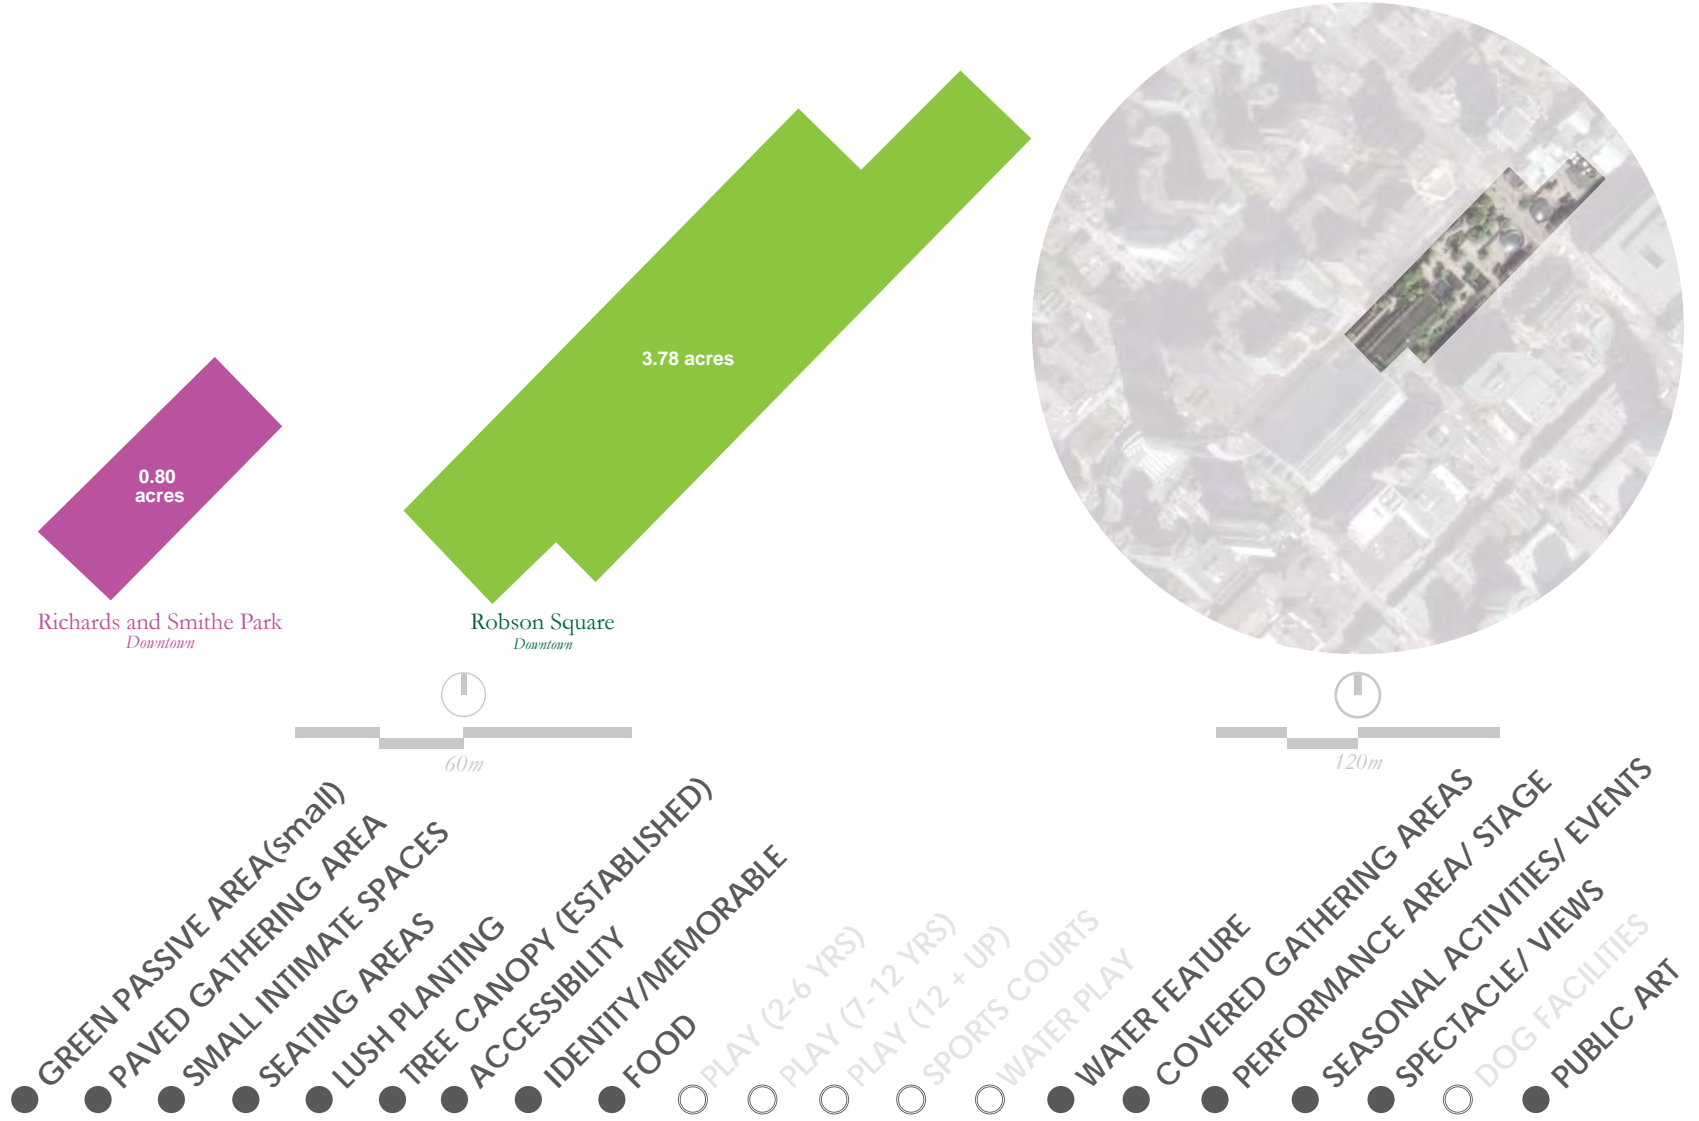 3.78 acres
0.80
acres
Richards and Smithe Park
Downtown
Robson Square
Downtown
60m
120m
GREEN PASSIVE AREA(small)
PAVED GATHERING AREA
SMALL INTIMATE SPACES
SEATING AREAS
LUSH PLANTING
TREE CANOPY (ESTABLISHED)
ACCESSIBILITY
IDENTITY/MEMORABLE
FOOD
PLAY (2-6 YRS)
PLAY (7-12 YRS)
PLAY (12 + UP)
SPORTS COURTS
WATER PLAY
WATER FEATURE
COVERED GATHERING AREAS
PERFORMANCE AREA/ STAGE
SEASONAL ACTIVITIES/ EVENTS
SPECTACLE/ VIEWS
DOG FACILITIES
PUBLIC ART